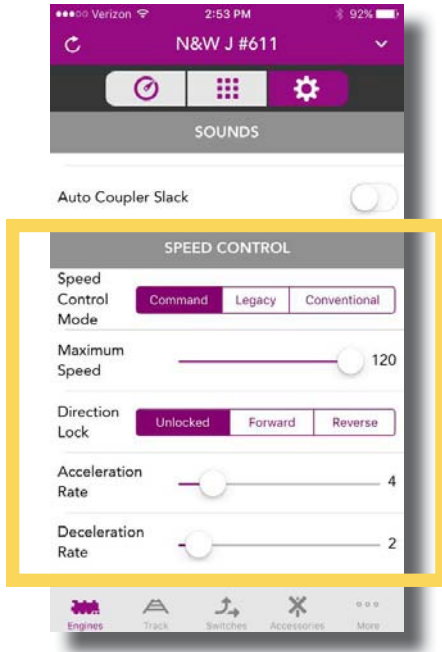 Verizon 2:53 PM 92%
N&W J #611
SOUNDS
Auto Coupler Slack
SPEED CONTROL
Speed
Control
Mode
Command Legacy Conventional
Maximum
Speed
120
Direction
Lock
Unlocked Forward Reverse
Acceleration
Rate
4
Deceleration
Rate
2
Engines Track Switches Accessories More